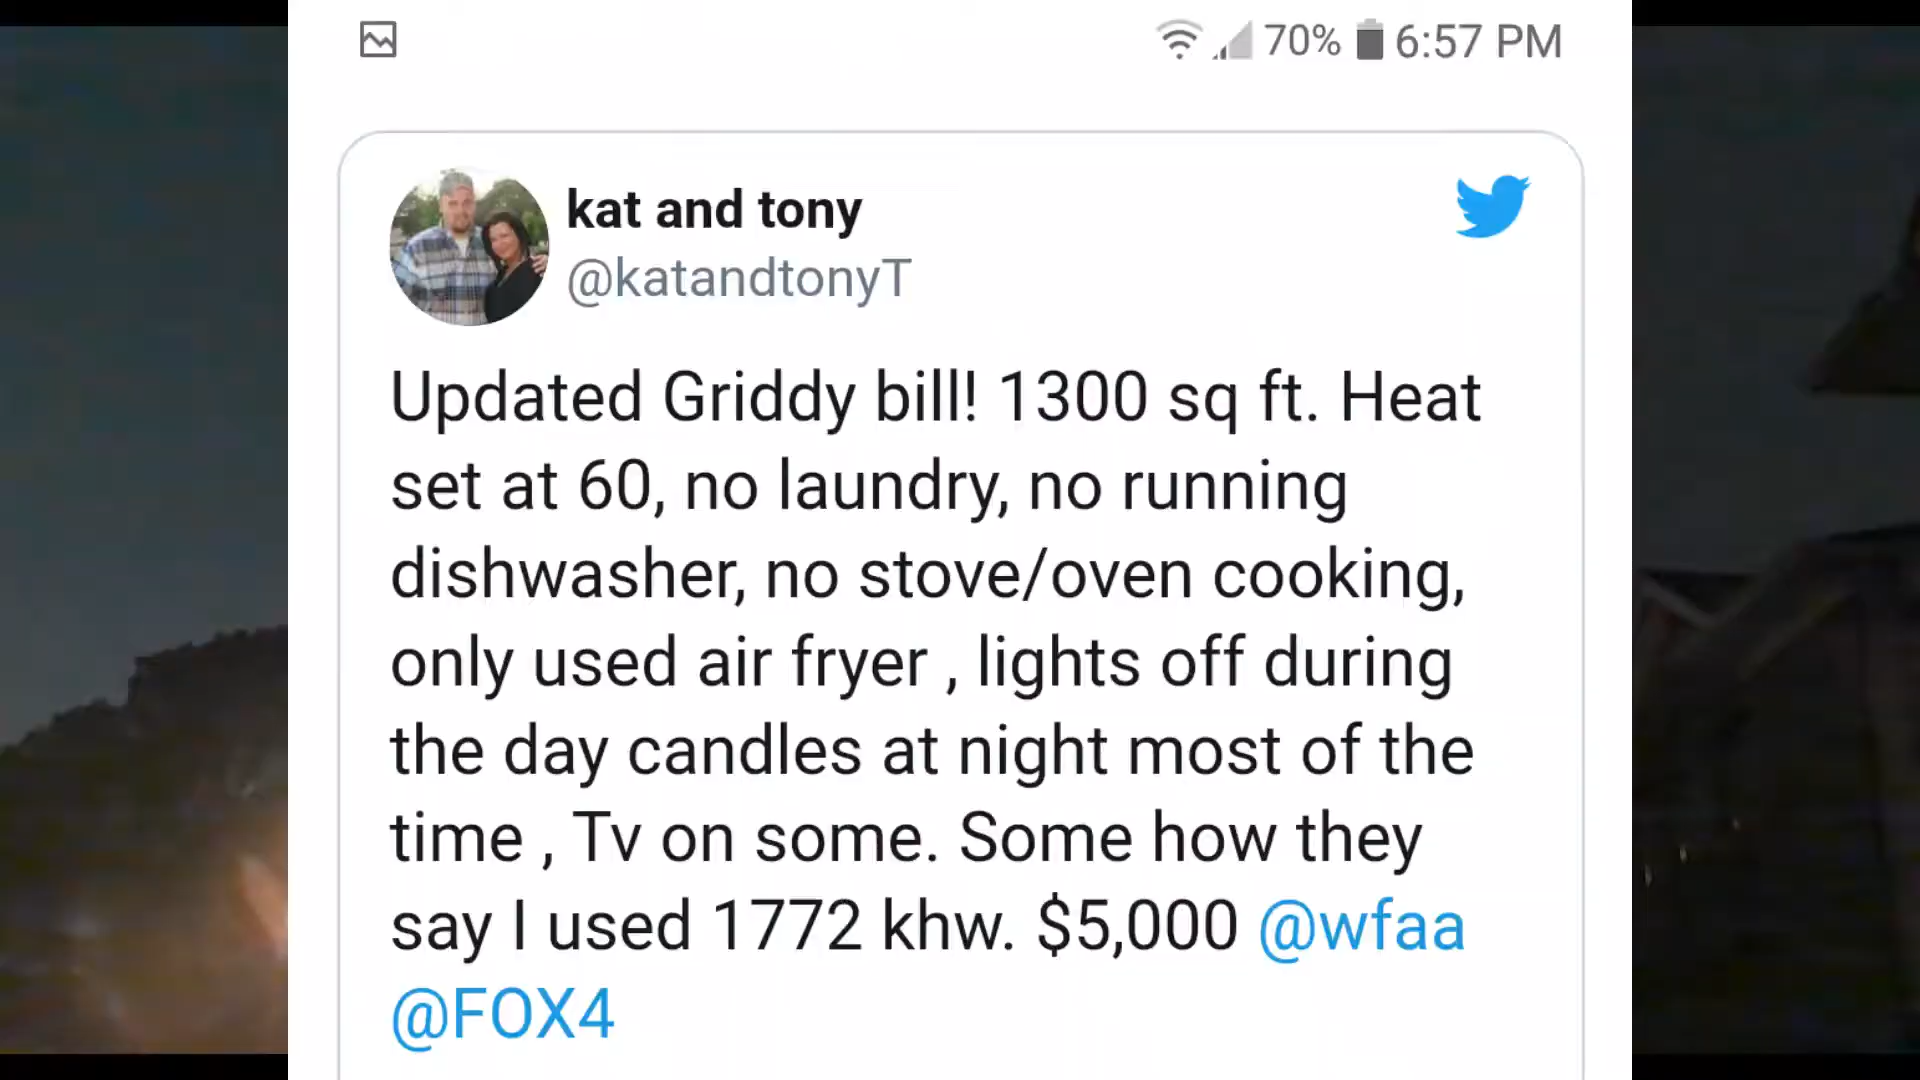 70% 6:57 PM
kat and tony
@katandtonyT
Updated Griddy bill! 1300 sq ft. Heat
set at 60, no laundry, no running
dishwasher, no stove/oven cooking,
only used air fryer , lights off during
the day candles at night most of the
time , Tv on some. Some how they
say I used 1772 khw. $5,000 @wfaa
@FOX4